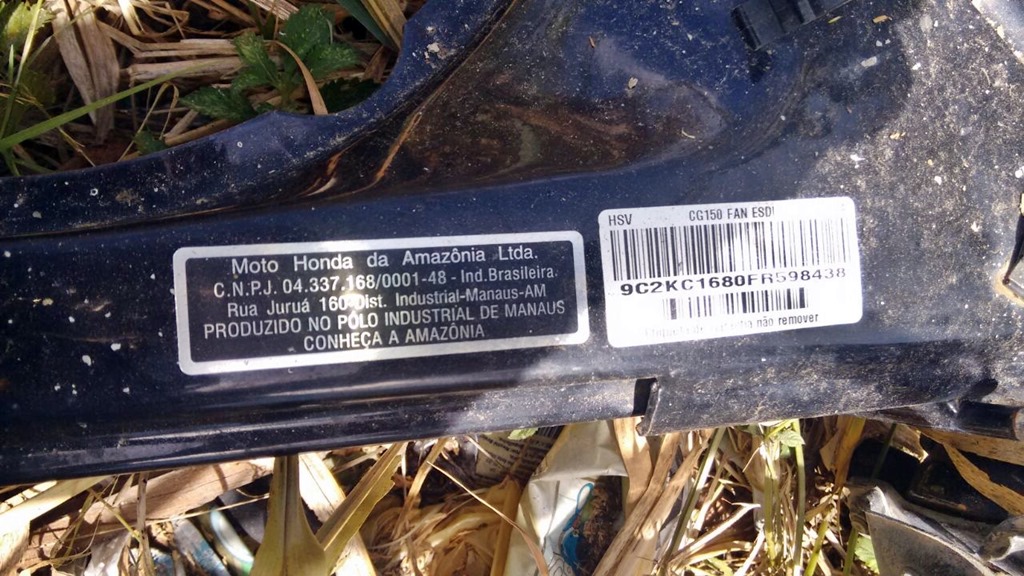 Moto Honda da Amazônia Ltda.
C.N.P.J. 04.337.168/0001-48 - Ind.Brasileira
Rua Juruá 160-Dist. Industrial-Manaus-AM
PRODUZIDO NO PÓLO INDUSTRIAL DE MANAUS
CONHEÇA A AMAZÔNIA
HSV CG150 FAN ESDI
9C2KC1680FR598438
não remover